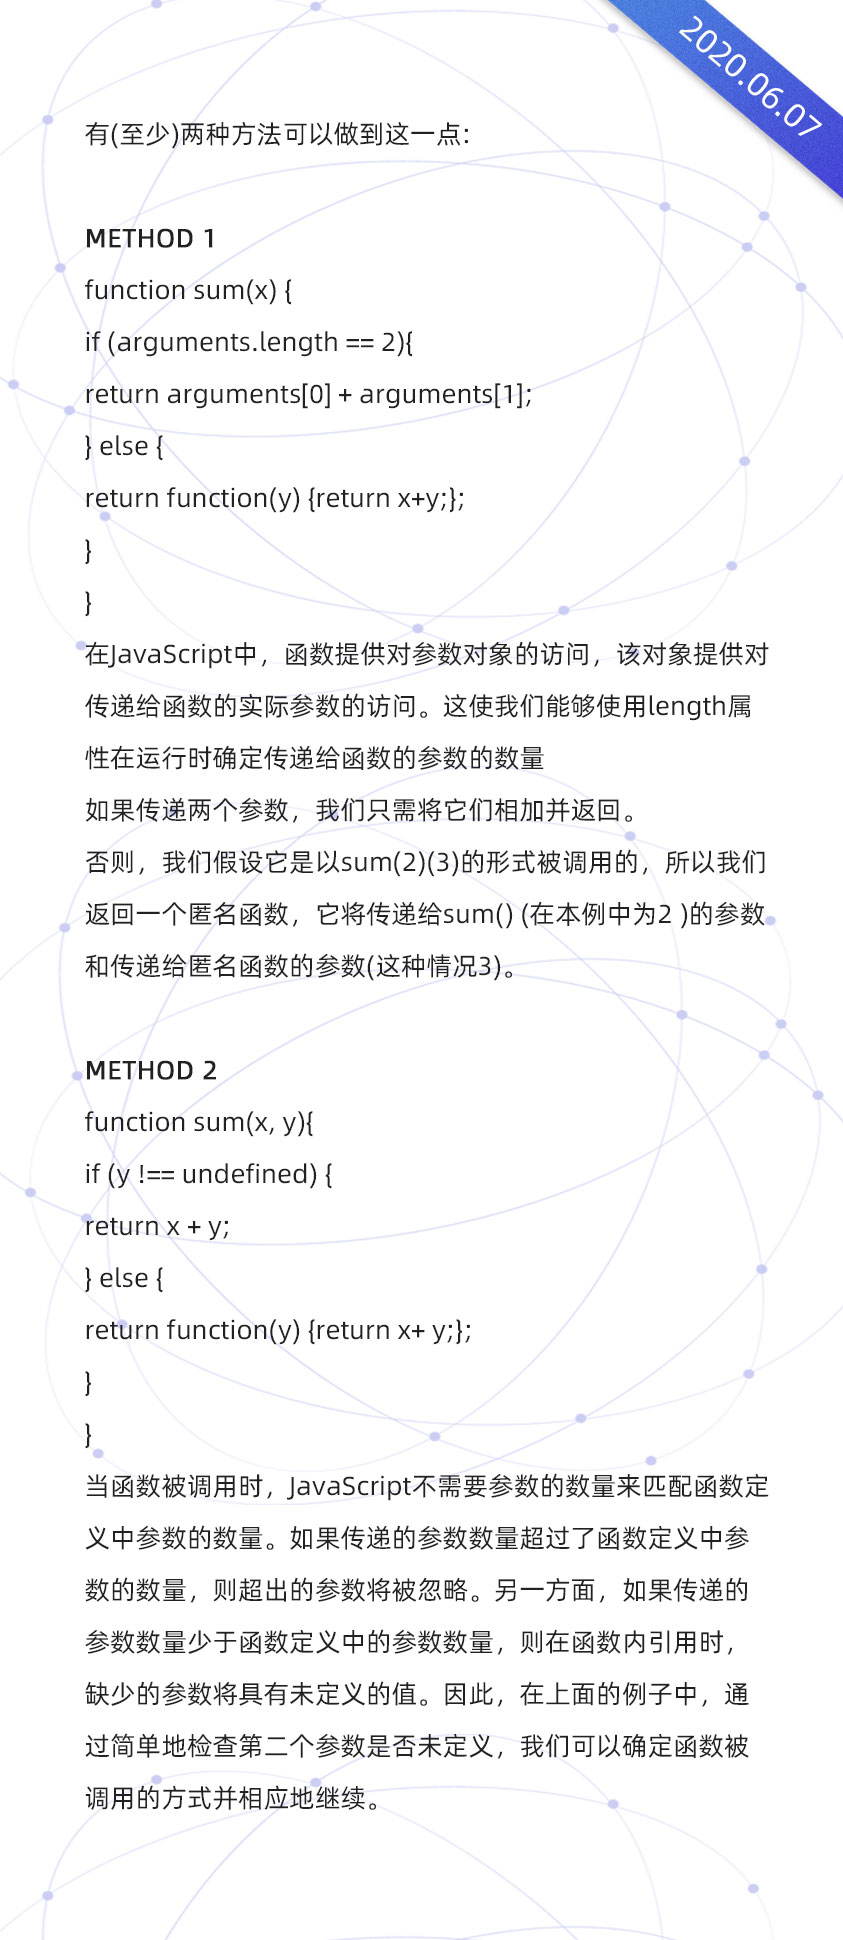 2020.06.07
有(至少)两种方法可以做到这一点:
METHOD 1
function sum(x) {
if (arguments.length == 2){
return arguments[0] + arguments[1];
} else {
return function(y) {return x+y;};
}
}
在JavaScript中，函数提供对参数对象的访问，该对象提供对
传递给函数的实际参数的访问。这使我们能够使用length属
性在运行时确定传递给函数的参数的数量
如果传递两个参数，我们只需将它们相加并返回。
否则，我们假设它是以sum(2)(3)的形式被调用的，所以我们
返回一个匿名函数，它将传递给sum() (在本例中为2 )的参数
和传递给匿名函数的参数(这种情况3)。
METHOD 2
function sum(x, y){
if (y !== undefined) {
return x + y;
} else {
return function(y) {return x+ y;};
}
}
当函数被调用时，JavaScript不需要参数的数量来匹配函数定
义中参数的数量。如果传递的参数数量超过了函数定义中参
数的数量，则超出的参数将被忽略。另一方面，如果传递的
参数数量少于函数定义中的参数数量，则在函数内引用时，
缺少的参数将具有未定义的值。因此，在上面的例子中，通
过简单地检查第二个参数是否未定义，我们可以确定函数被
调用的方式并相应地继续。